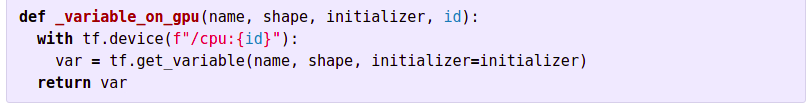 def _variable_on_gpu(name, shape, initializer, id):
  with tf.device(f"/cpu:{id}"):
    var = tf.get_variable(name, shape, initializer=initializer)
  return var